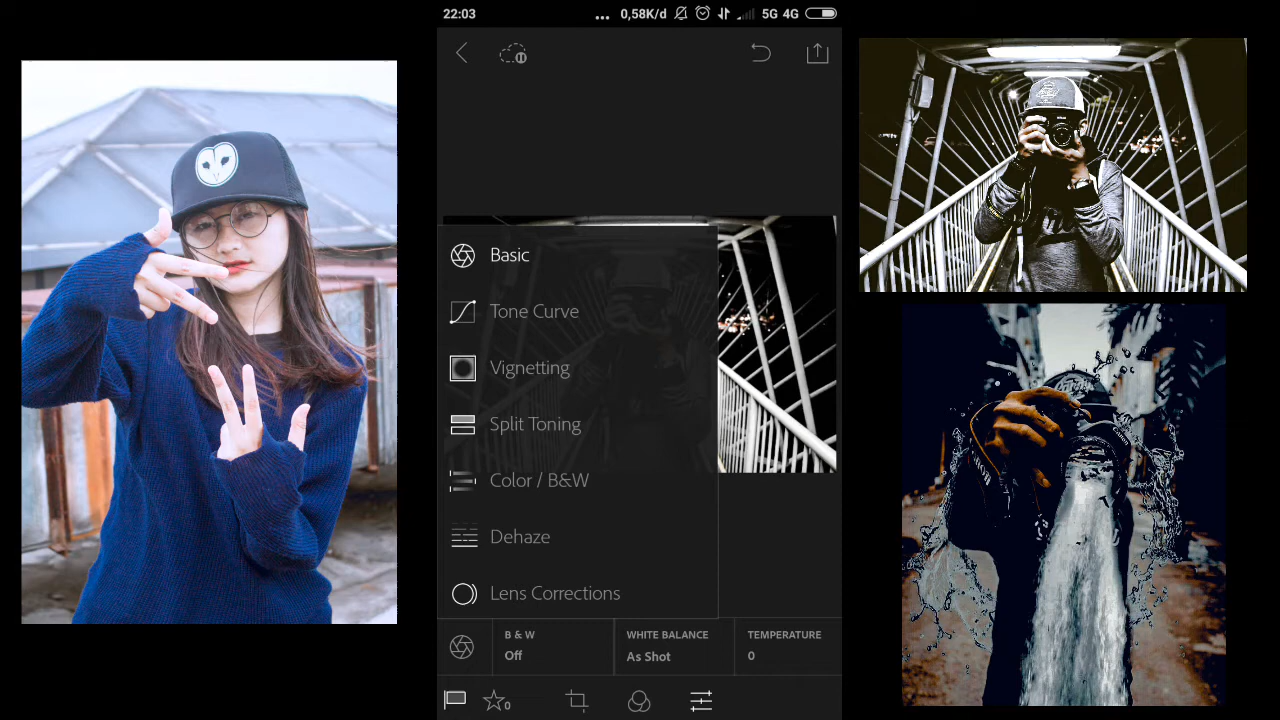 22:03 ... 0,58K/d 5G 4G
Basic
Tone Curve
Vignetting
Split Toning
Color / B&W
Dehaze
Lens Corrections
B & W
Off
WHITE BALANCE
As Shot
TEMPERATURE
0
0
Canon